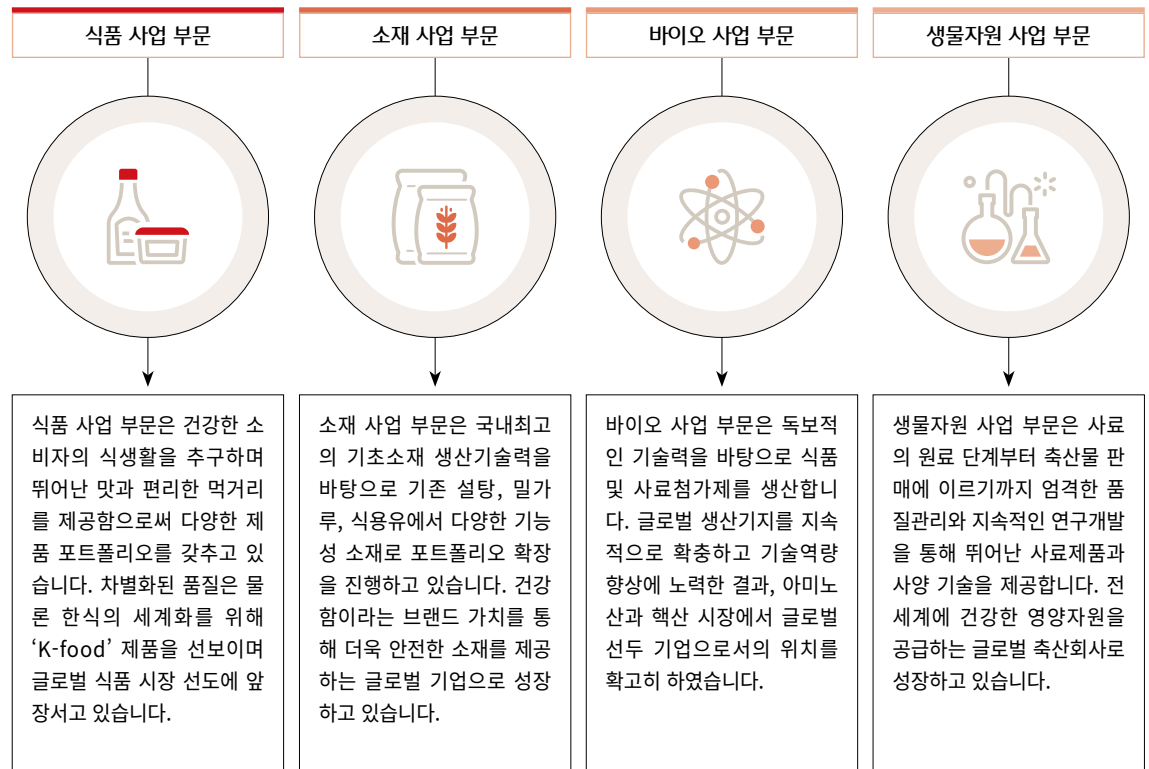 식품 사업 부문
소재 사업 부문
바이오 사업 부문
생물자원 사업 부문
식품 사업 부문은 건강한 소
비자의 식생활을 추구하며
뛰어난 맛과 편리한 먹거리
를 제공함으로써 다양한 제
품 포트폴리오를 갖추고 있
습니다. 차별화된 품질은 물
론 한식의 세계화를 위해
‘K-food’ 제품을 선보이며
글로벌 식품 시장 선도에 앞
장서고 있습니다.
소재 사업 부문은 국내최고
의 기초소재 생산기술력을
바탕으로 기존 설탕, 밀가
루, 식용유에서 다양한 기능
성 소재로 포트폴리오 확장
을 진행하고 있습니다. 건강
함이라는 브랜드 가치를 통
해 더욱 안전한 소재를 제공
하는 글로벌 기업으로 성장
하고 있습니다.
바이오 사업 부문은 독보적
인 기술력을 바탕으로 식품
및 사료첨가제를 생산합니
다. 글로벌 생산기지를 지속
적으로 확충하고 기술역량
향상에 노력한 결과, 아미노
산과 핵산 시장에서 글로벌
선두 기업으로서의 위치를
확고히 하였습니다.
생물자원 사업 부문은 사료
의 원료 단계부터 축산물 판
매에 이르기까지 엄격한 품
질관리와 지속적인 연구개발
을 통해 뛰어난 사료제품과
사양 기술을 제공합니다. 전
세계에 건강한 영양자원을
공급하는 글로벌 축산회사로
성장하고 있습니다.